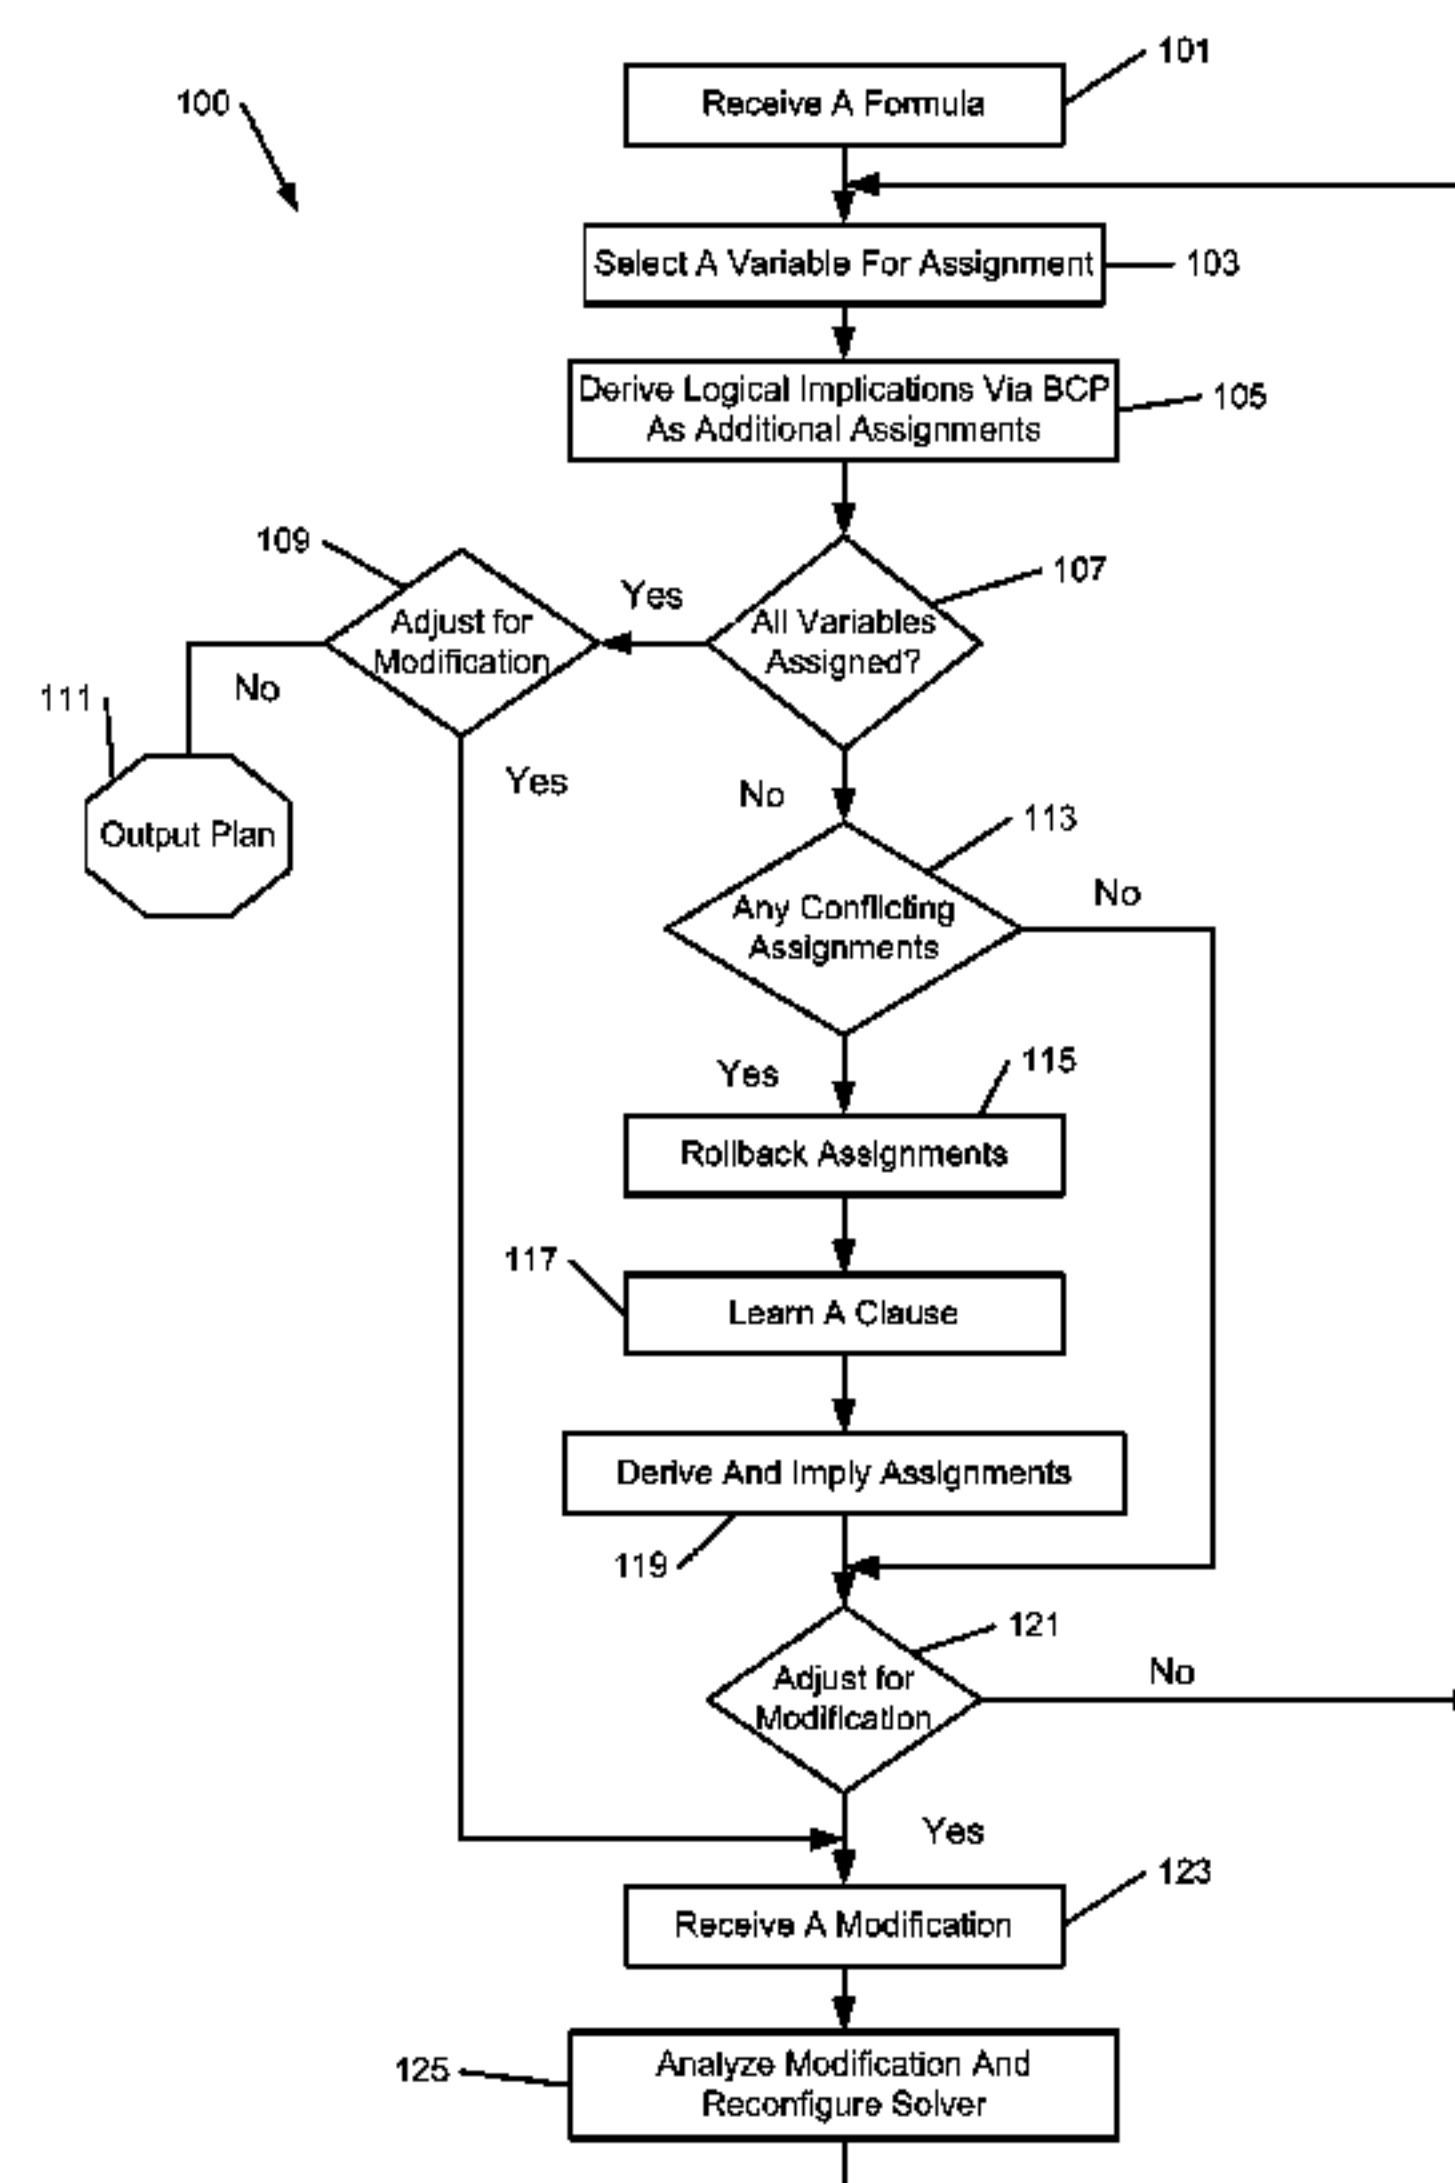 101
Receive A Formula
100
Select A Variable For Assignment
103
Derive Logical Implications Via BCP
As Additional Assignments
105
109
107
Yes
Adjust for
Modification
All Variables
Assigned?
No
111
Yes
No
113
Output Plan
No
Any Conflicting
Assignments
Yes
115
Rollback Assignments
117
Learn A Clause
Derive And Imply Assignments
119
121
Adjust for
Modification
No
Yes
123
Receive A Modification
125
Analyze Modification And
Reconfigure Solver